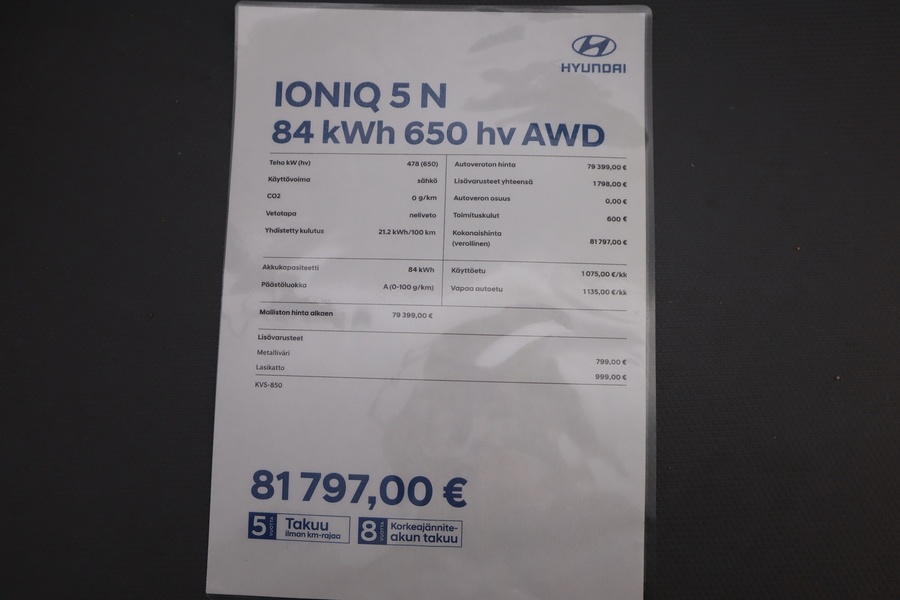 HYUNDAI
IONIQ 5 N
84 kWh 650 hv AWD
Teho kW (hv) 478 (650)
Käyttövoima sähkö
CO2 0 g/km
Vetotapa neliveto
Yhdistetty kulutus 21.2 kWh/100 km
Autoveroton hinta 79 399,00 €
Lisävarusteet yhteensä 1 798,00 €
Autoveron osuus 0,00 €
Toimituskulut 600 €
Kokonaishinta
(verollinen) 81 797,00 €
Akkukapasiteetti 84 kWh
Päästöluokka A (0-100 g/km)
Käyttöetu 1 075,00 €/kk
Vapaa autoetu 1 135,00 €/kk
Malliston hinta alkaen 79 399,00 €
Lisävarusteet
Metalliväri 799,00 €
Lasikatto 999,00 €
KVS-850
81 797,00 €
5 VUOTTA Takuu
ilman km-rajaa
8 VUOTTA Korkeajännite-
akun takuu